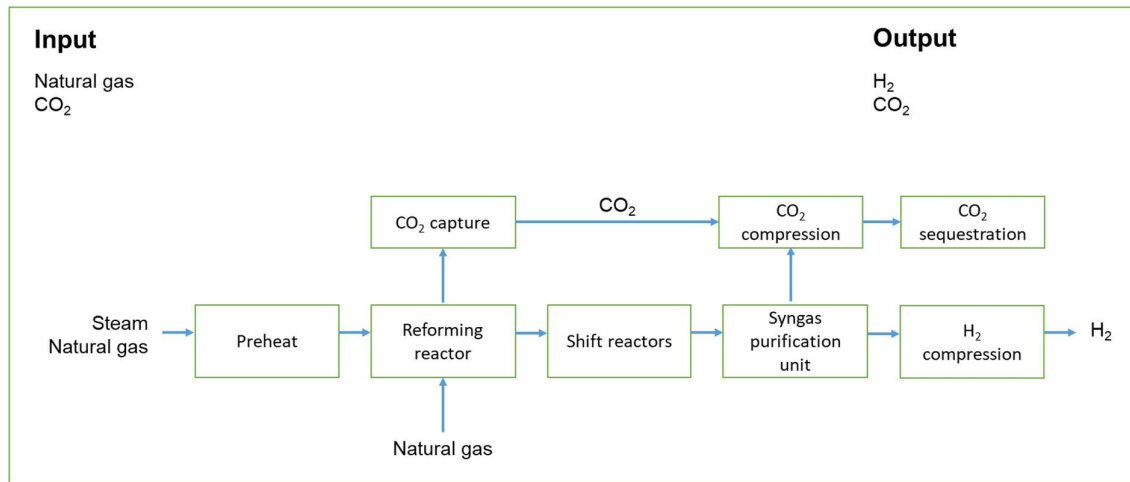 Input
Natural gas
CO₂
Output
H₂
CO₂
CO₂ capture
CO₂
CO₂
compression
CO₂
sequestration
Steam
Natural gas
Preheat
Reforming
reactor
Shift reactors
Syngas
purification
unit
H₂
compression
H₂
Natural gas